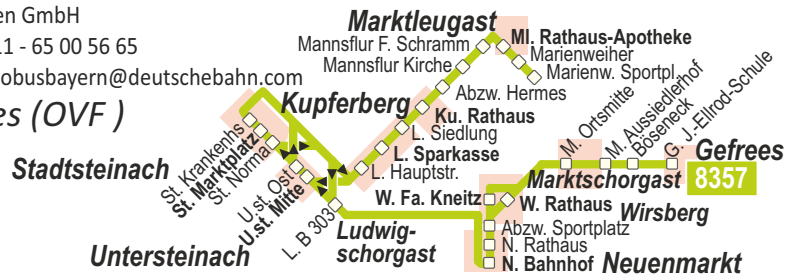 en GmbH
11 - 65 00 56 65
obusbayern@deutschebahn.com
es (OVF )
Marktleugast
Mannsflur F. Schramm
Mannsflur Kirche
Ml. Rathaus-Apotheke
Marienweiher
Marienw. Sportpl.
Abzw. Hermes
Kupferberg
Ku. Rathaus
L. Siedlung
L. Sparkasse
L. Hauptstr.
St. Krankenhs
St. Marktplatz
St. Norma
Stadtsteinach
U.st. Ost
U.st. Mitte
L. B 303
Untersteinach
Ludwig-
schorgast
W. Fa. Kneitz
W. Rathaus
Wirsberg
Abzw. Sportplatz
N. Rathaus
N. Bahnhof
Neuenmarkt
M. Ortsmitte
M. Aussiedlerhof
Böseneck
G. J.-Ellrod-Schule
Marktschorgast
Gefrees
8357